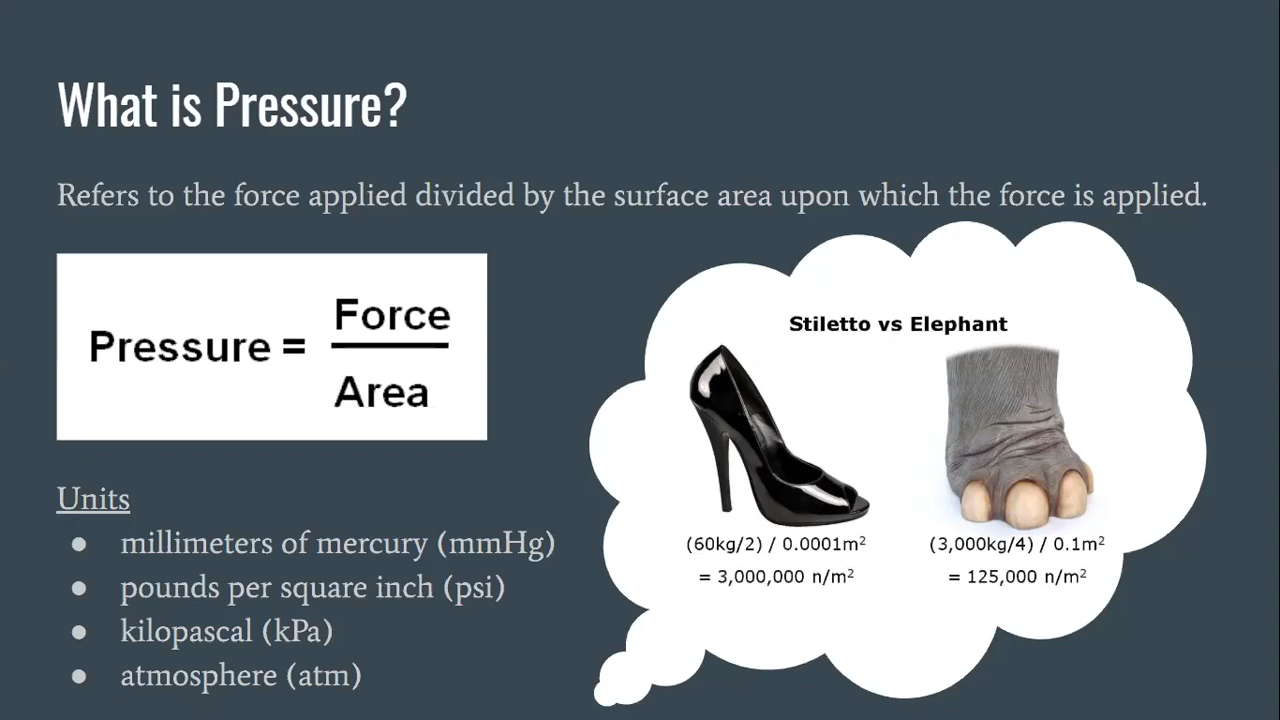 What is Pressure?
Refers to the force applied divided by the surface area upon which the force is applied.
Pressure = Force
Area
Units
● millimeters of mercury (mmHg)
● pounds per square inch (psi)
● kilopascal (kPa)
● atmosphere (atm)
Stiletto vs Elephant
(60kg/2) / 0.0001m²
= 3,000,000 n/m²
(3,000kg/4) / 0.1m²
= 125,000 n/m²